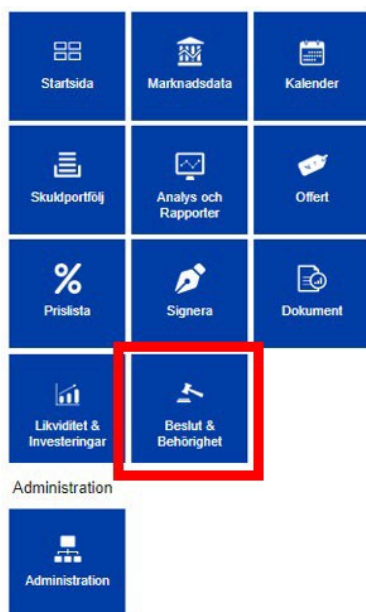 Startsida
Marknadsdata
Kalender
Skuldportfölj
Analys och
Rapporter
Offert
Prislista
Signera
Dokument
Likviditet &
Investeringar
Beslut &
Behörighet
Administration
Administration